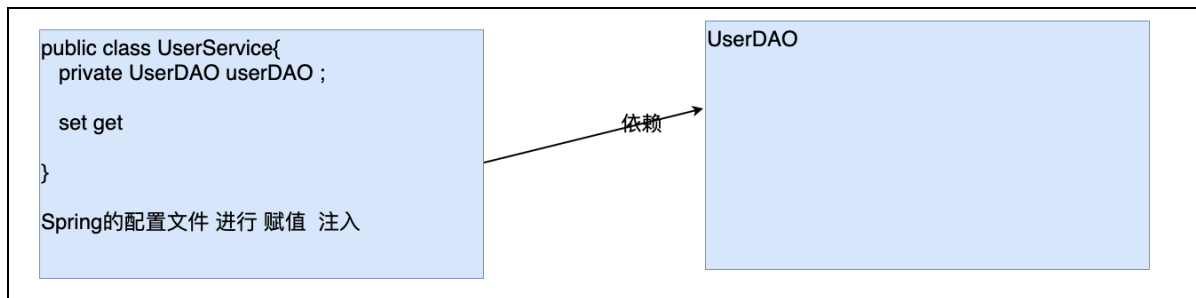 public class UserService{
private UserDAO userDAO ;
set get
}
Spring的配置文件 进行 赋值 注入
依赖
UserDAO